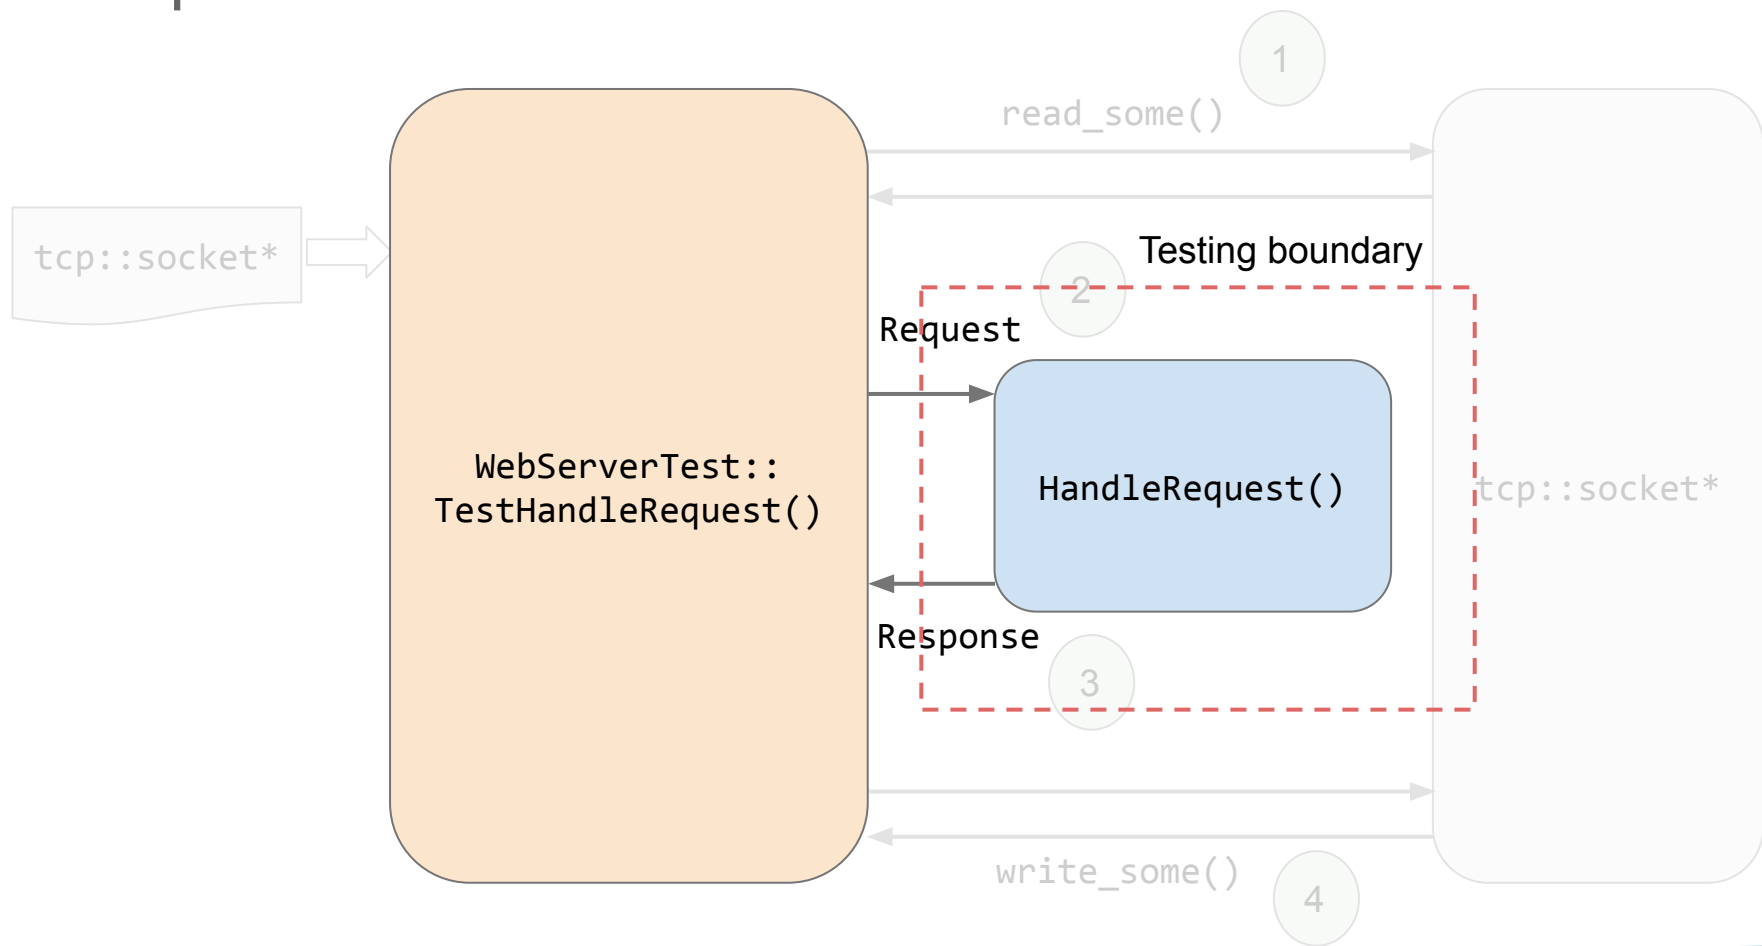 1
read_some()
tcp::socket*
Testing boundary
2
Request
WebServerTest::
TestHandleRequest()
HandleRequest()
tcp::socket*
Response
3
write_some()
4